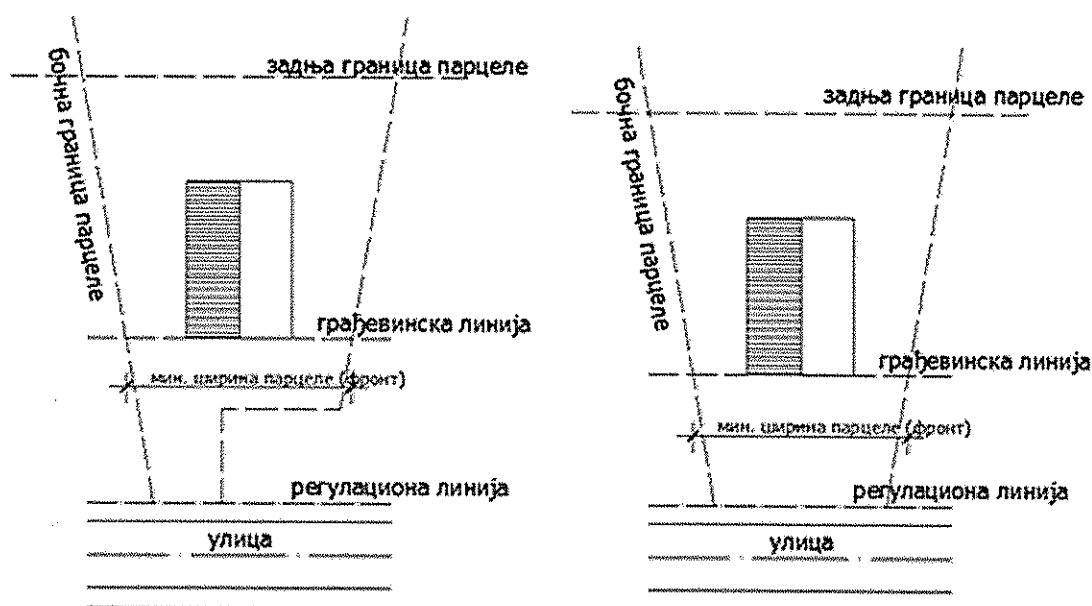 задња граница парцеле
бочна граница парцеле
грађевинска линија
мин. ширина парцеле (фронт)
регулациона линија
улица
задња граница парцеле
бочна граница парцеле
грађевинска линија
мин. ширина парцеле (фронт)
регулациона линија
улица